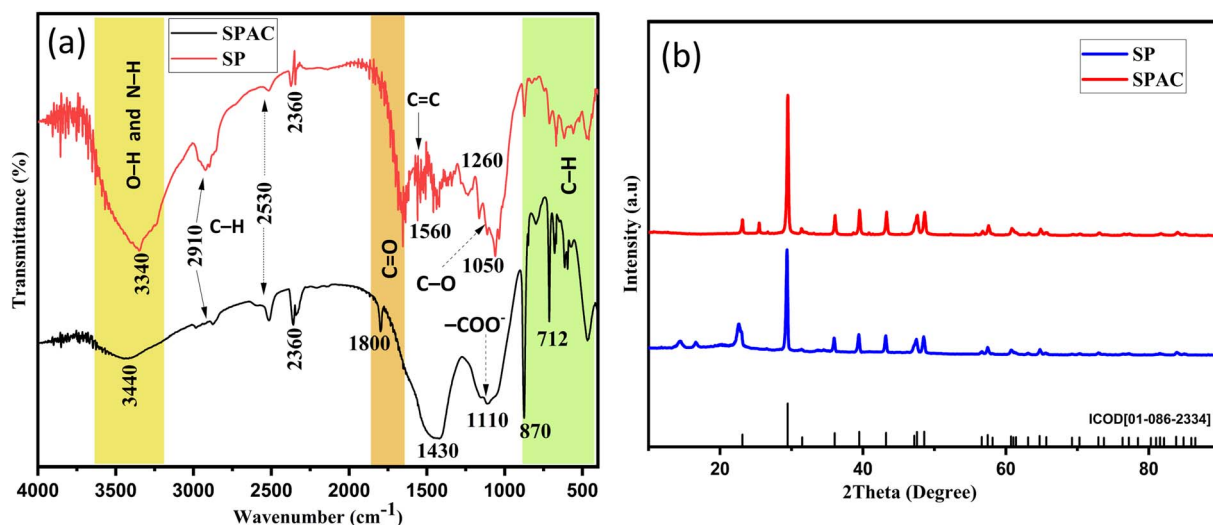 (a)
SPAC
SP
O–H and N–H
3340
3440
2910
C–H
2530
2360
2360
C=O
1800
C=C
1560
1430
1260
C–O
1050
–COO⁻
1110
870
712
C–H
Transmittance (%)
4000 3500 3000 2500 2000 1500 1000 500
Wavenumber (cm⁻¹)
(b)
SP
SPAC
ICOD[01-086-2334]
Intensity (a.u)
20 40 60 80
2Theta (Degree)